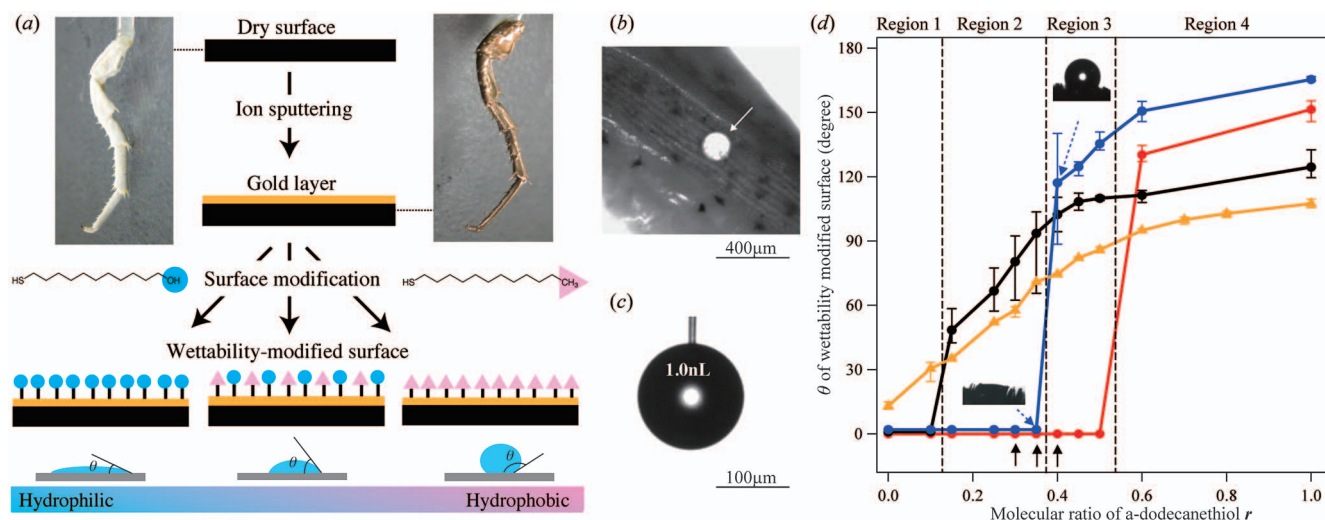 (a)
Dry surface
Ion sputtering
Gold layer
HS
OH
Surface modification
HS
CH₃
Wettability-modified surface
θ
θ
θ
Hydrophilic
Hydrophobic
(b)
400μm
(c)
1.0nL
100μm
(d)
Region 1
Region 2
Region 3
Region 4
θ of wettability modified surface (degree)
180
150
120
90
60
30
0
0.0
0.2
0.4
0.6
0.8
1.0
Molecular ratio of a-dodecanethiol r